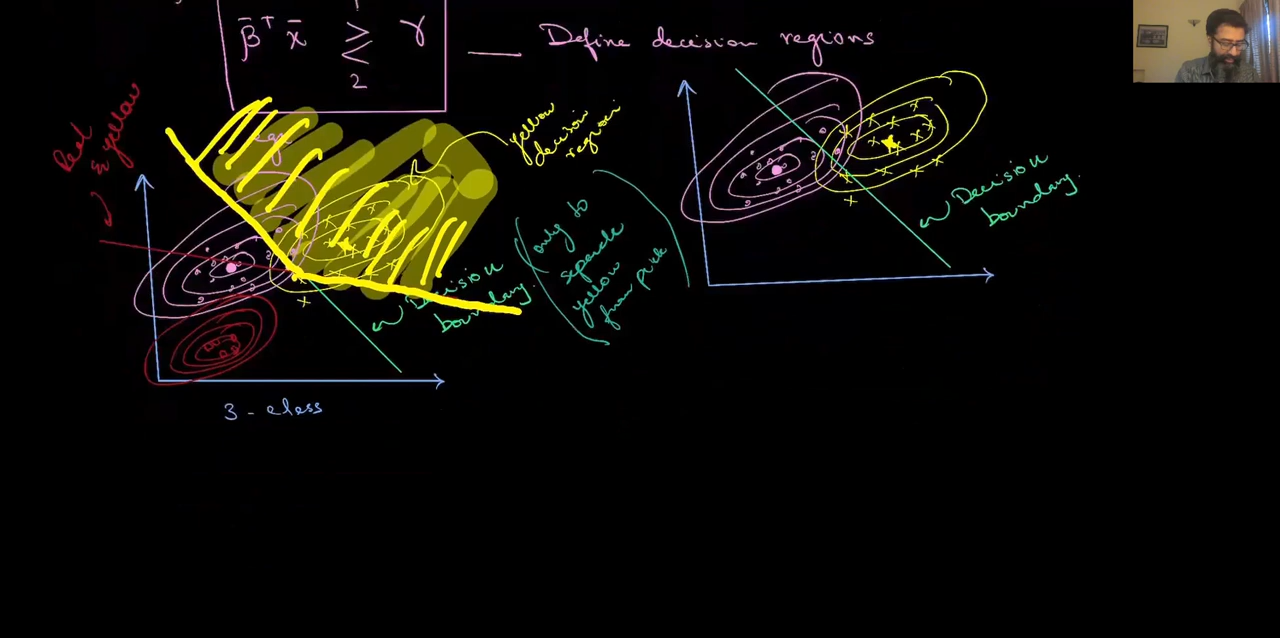 β̄ᵀ x̄ ≷ γ
2
Define decision regions
Red
& yellow
yellow
decision
region
Decision
boundary.
(only to
separate
yellow
from pink)
Decision
boundary.
3 - class